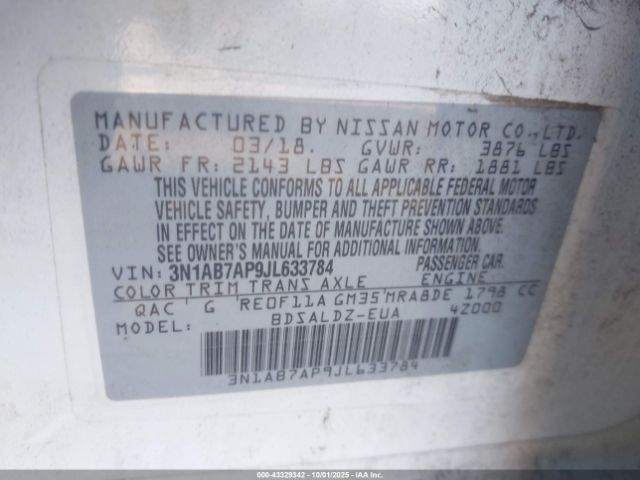 MANUFACTURED BY NISSAN MOTOR CO.,LTD.
DATE: 03/18. GVWR: 3876 LBS
GAWR FR: 2143 LBS GAWR RR: 1881 LBS
THIS VEHICLE CONFORMS TO ALL APPLICABLE FEDERAL MOTOR
VEHICLE SAFETY, BUMPER AND THEFT PREVENTION STANDARDS
IN EFFECT ON THE DATE OF MANUFACTURE SHOWN ABOVE.
SEE OWNER'S MANUAL FOR ADDITIONAL INFORMATION.
VIN: 3N1AB7AP9JL633784 PASSENGER CAR.
COLOR TRIM TRANS AXLE ENGINE
QAC G RE0F11A GM35 MRA8DE 1798 CC
MODEL: BDSALDZ-EUA 4Z000
3N1AB7AP9JL633784
000-43329342 • 10/01/2025 • Copyright © IAA, LLC